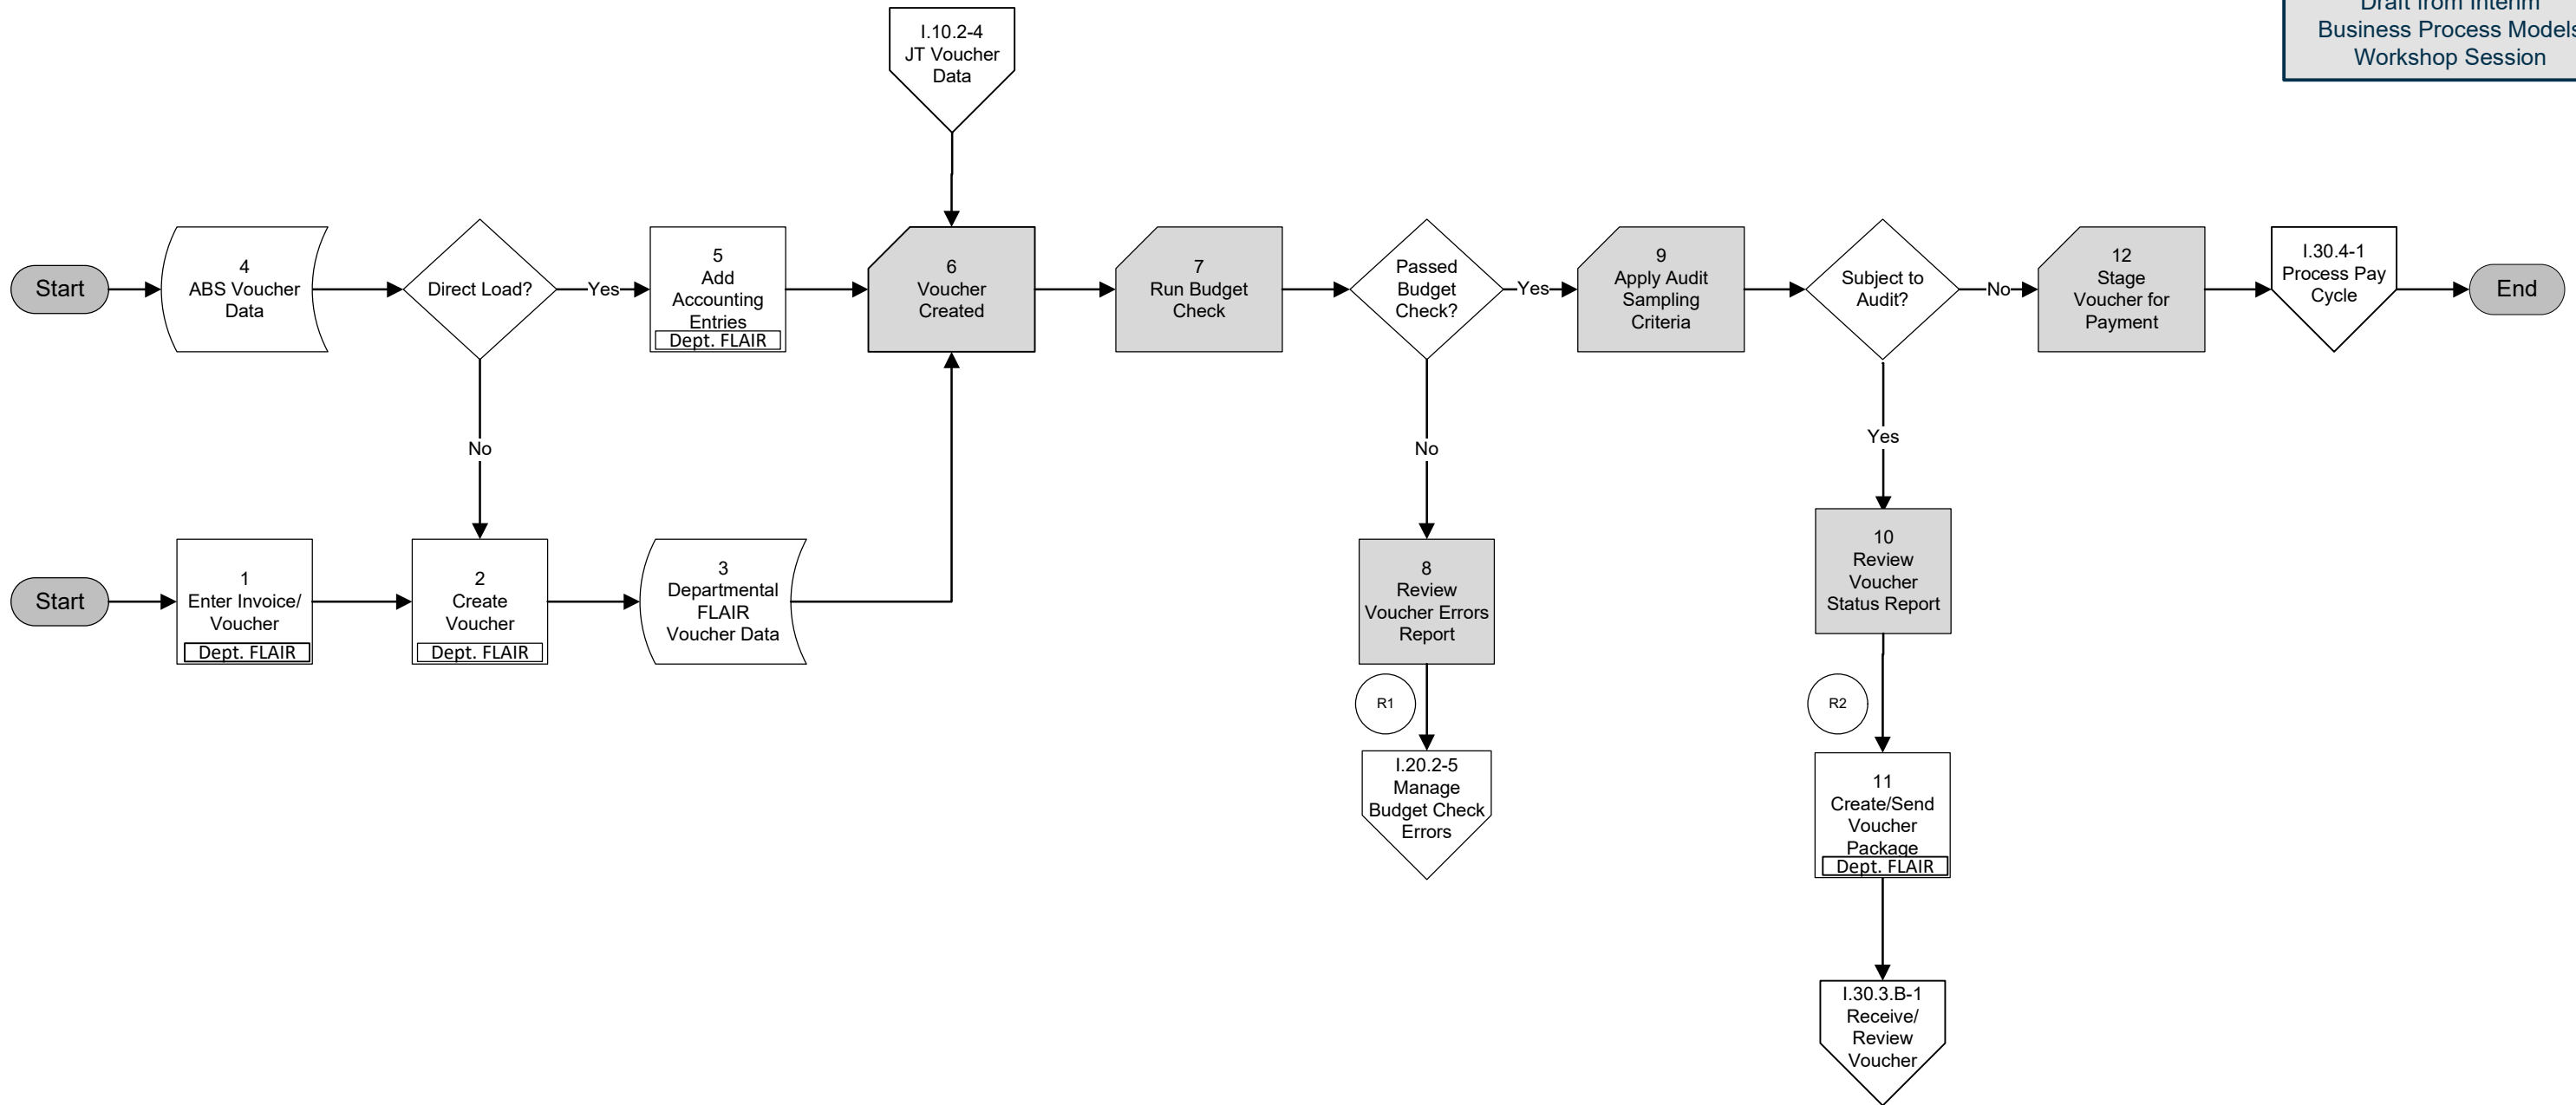 Draft from Interim
Business Process Models
Workshop Session
I.10.2-4
JT Voucher
Data
Start
4
ABS Voucher
Data
Direct Load?
Yes
5
Add
Accounting
Entries
Dept. FLAIR
6
Voucher
Created
7
Run Budget
Check
Passed
Budget
Check?
Yes
9
Apply Audit
Sampling
Criteria
Subject to
Audit?
No
12
Stage
Voucher for
Payment
I.30.4-1
Process Pay
Cycle
End
No
No
Yes
Start
1
Enter Invoice/
Voucher
Dept. FLAIR
2
Create
Voucher
Dept. FLAIR
3
Departmental
FLAIR
Voucher Data
8
Review
Voucher Errors
Report
10
Review
Voucher
Status Report
R1
R2
I.20.2-5
Manage
Budget Check
Errors
11
Create/Send
Voucher
Package
Dept. FLAIR
I.30.3.B-1
Receive/
Review
Voucher